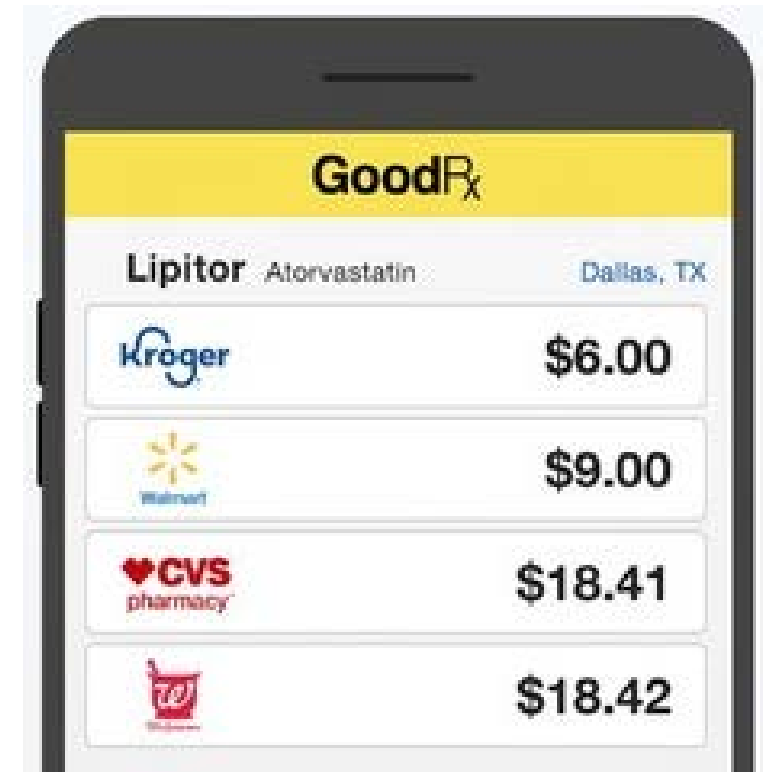 GoodRx
Lipitor Atorvastatin Dallas, TX
Kroger $6.00
Walmart $9.00
CVS pharmacy $18.41
$18.42